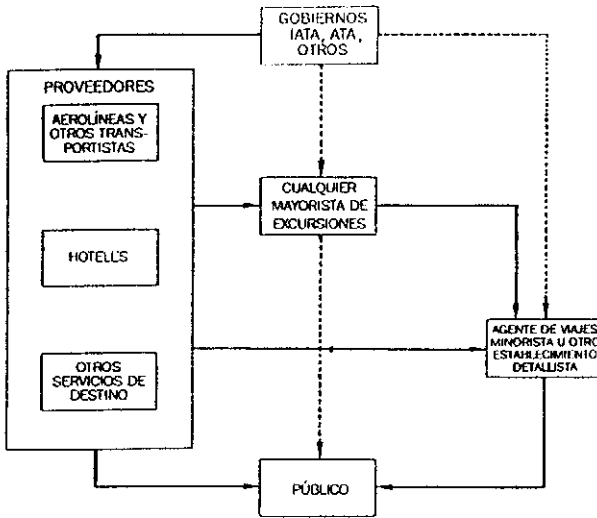 GOBIERNOS
IATA, ATA,
OTROS
PROVEEDORES
AEROLÍNEAS Y
OTROS TRANS-
PORTISTAS
CUALQUIER
MAYORISTA DE
EXCURSIONES
HOTELL'S
AGENTE DE VIAJES
MINORISTA U OTRO
ESTABLECIMIENTO
DETALLISTA
OTROS
SERVICIOS DE
DESTINO
PÚBLICO